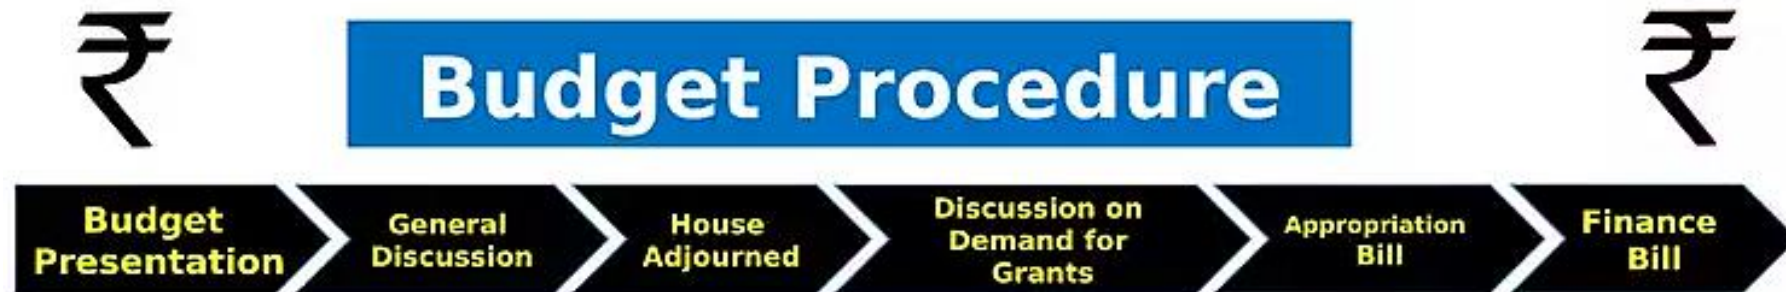 ₹
Budget Procedure
₹
Budget
Presentation
General
Discussion
House
Adjourned
Discussion on
Demand for
Grants
Appropriation
Bill
Finance
Bill